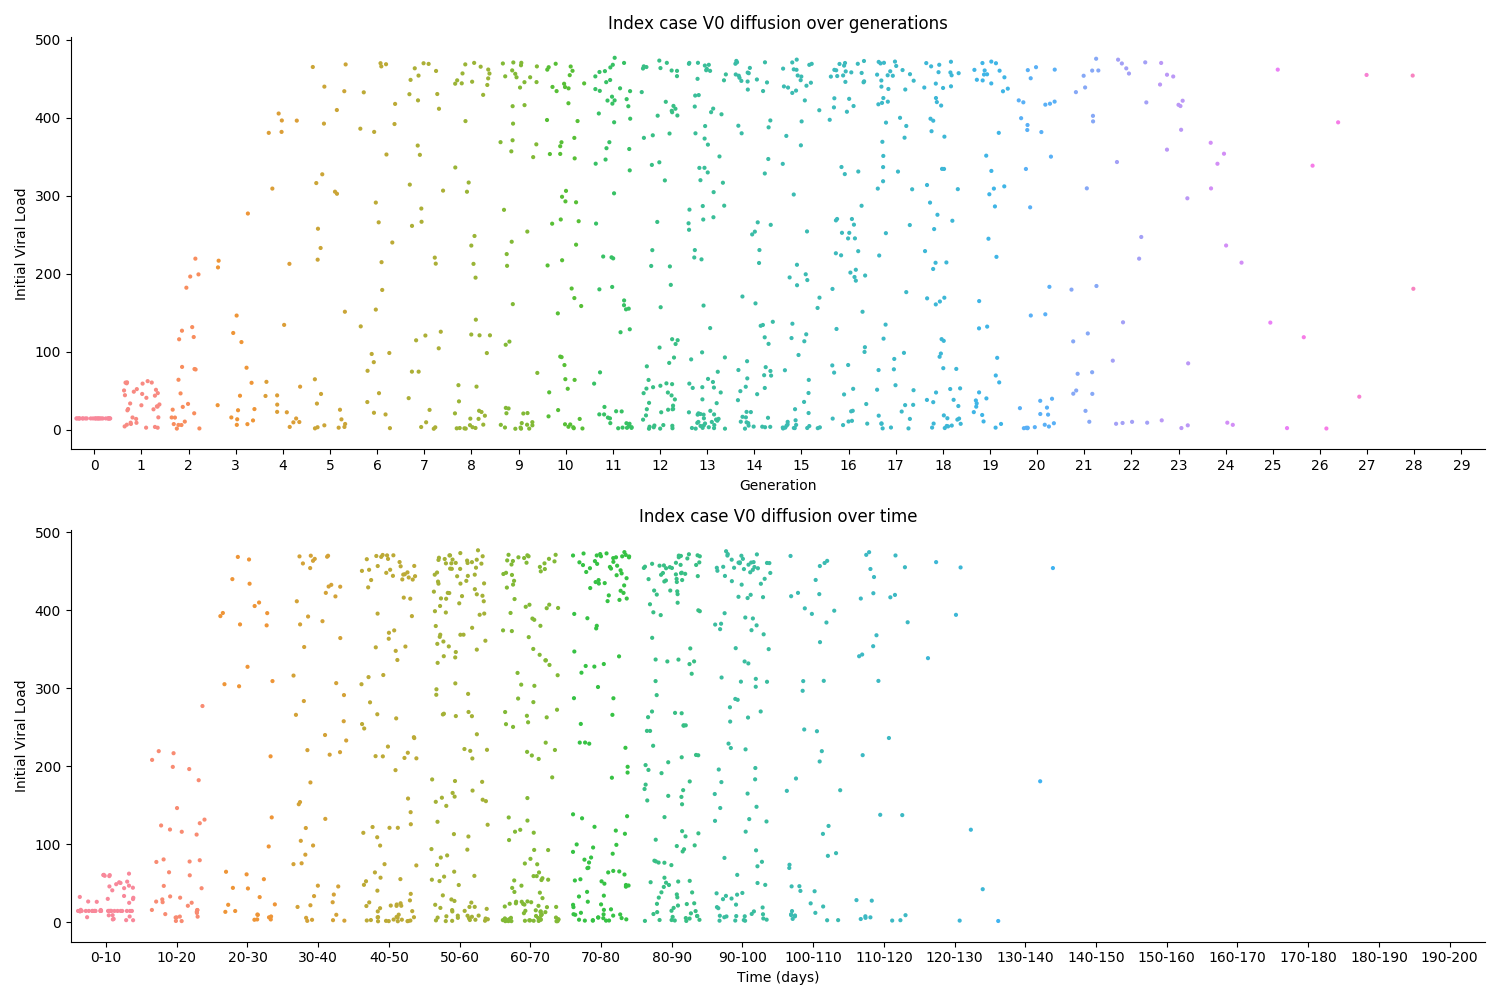 Index case V0 diffusion over generations
500
400
300
200
100
0
Initial Viral Load
0 1 2 3 4 5 6 7 8 9 10 11 12 13 14 15 16 17 18 19 20 21 22 23 24 25 26 27 28 29
Generation
Index case V0 diffusion over time
500
400
300
200
100
0
Initial Viral Load
0-10 10-20 20-30 30-40 40-50 50-60 60-70 70-80 80-90 90-100 100-110 110-120 120-130 130-140 140-150 150-160 160-170 170-180 180-190 190-200
Time (days)